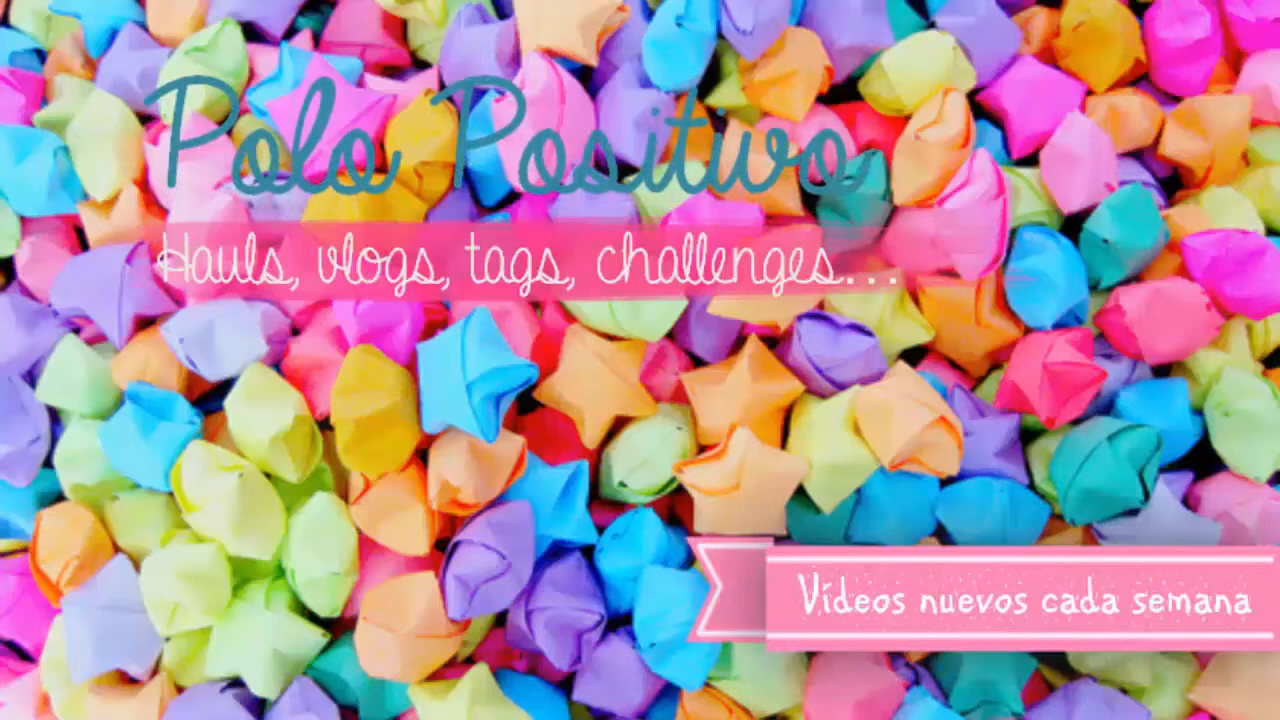 Polo Positivo
Hauls, vlogs, tags, challenges...
Vídeos nuevos cada semana